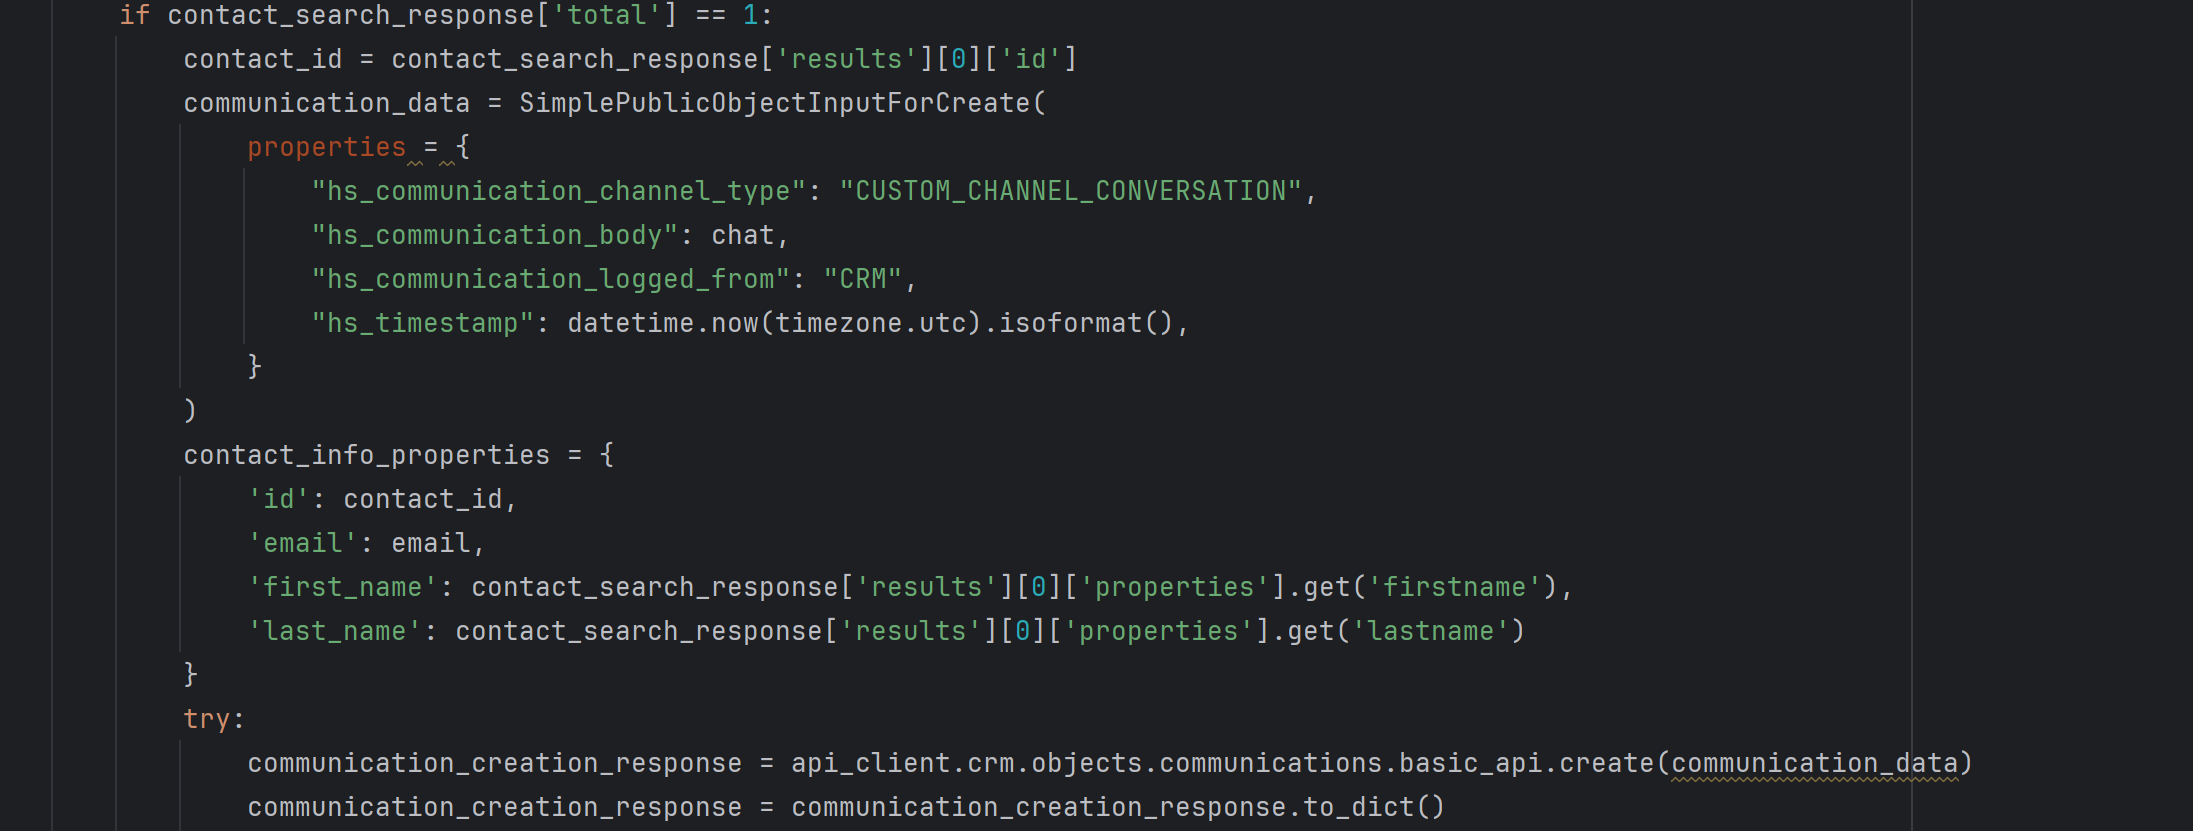 if contact_search_response['total'] == 1:
contact_id = contact_search_response['results'][0]['id']
communication_data = SimplePublicObjectInputForCreate(
properties = {
"hs_communication_channel_type": "CUSTOM_CHANNEL_CONVERSATION",
"hs_communication_body": chat,
"hs_communication_logged_from": "CRM",
"hs_timestamp": datetime.now(timezone.utc).isoformat(),
}
)
contact_info_properties = {
'id': contact_id,
'email': email,
'first_name': contact_search_response['results'][0]['properties'].get('firstname'),
'last_name': contact_search_response['results'][0]['properties'].get('lastname')
}
try:
communication_creation_response = api_client.crm.objects.communications.basic_api.create(communication_data)
communication_creation_response = communication_creation_response.to_dict()